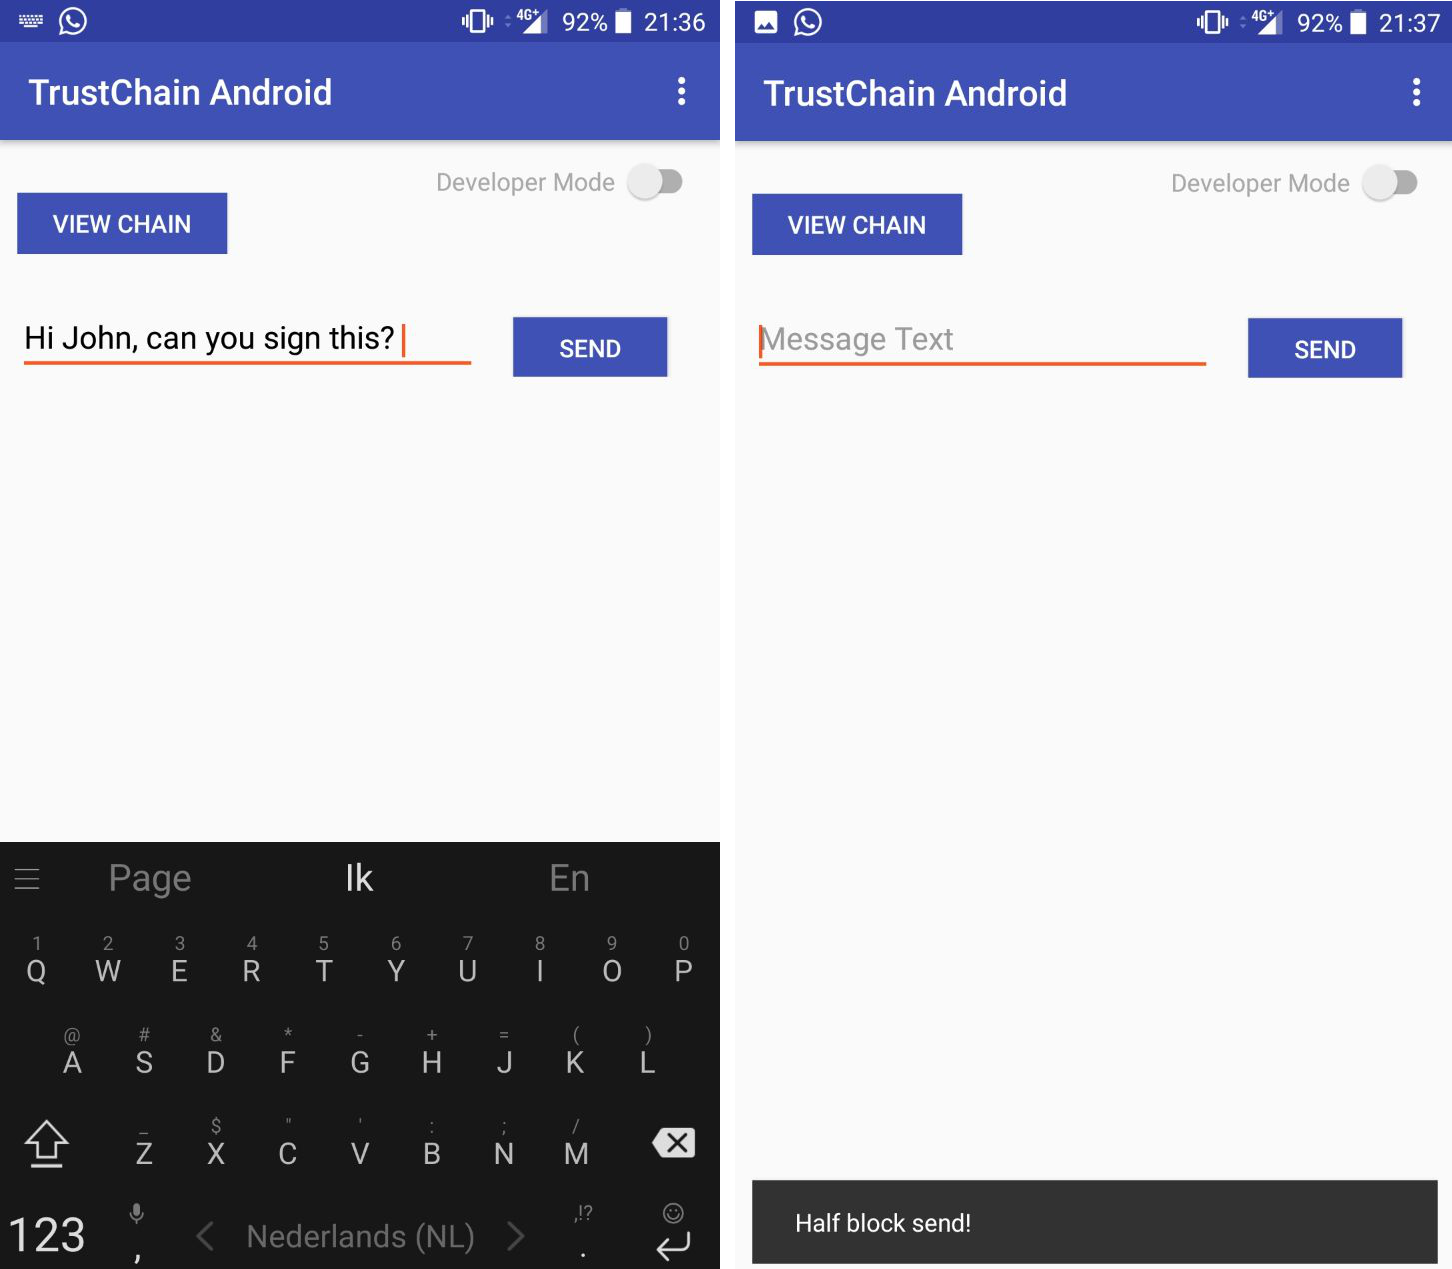 4G+ 92% 21:36
TrustChain Android
Developer Mode
VIEW CHAIN
Hi John, can you sign this?
SEND
Page Ik En
1 2 3 4 5 6 7 8 9 0
Q W E R T Y U I O P
@ # & * - + = ( )
A S D F G H J K L
_ $ " ' : ; /
Z X C V B N M
,!?
123 , Nederlands (NL) .
4G+ 92% 21:37
TrustChain Android
Developer Mode
VIEW CHAIN
Message Text
SEND
Half block send!